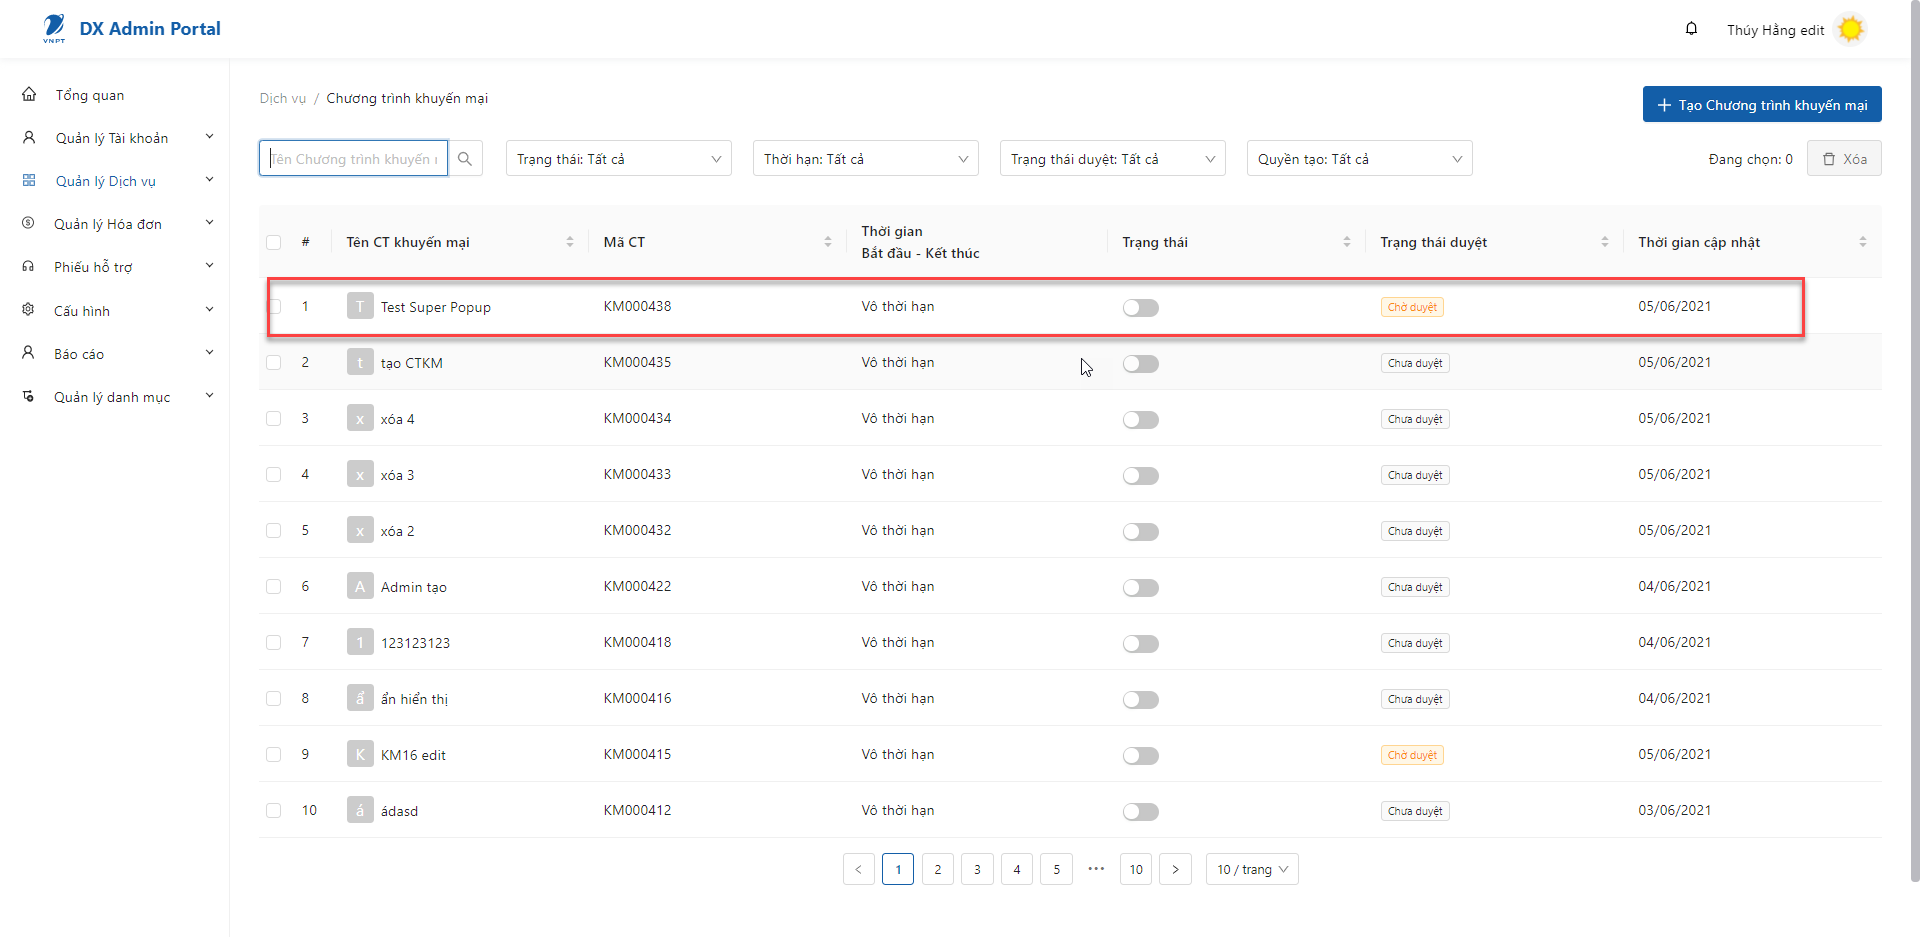 VNPT
DX Admin Portal
Thúy Hằng edit
Tổng quan
Quản lý Tài khoản
Quản lý Dịch vụ
Quản lý Hóa đơn
Phiếu hỗ trợ
Cấu hình
Báo cáo
Quản lý danh mục
Dịch vụ / Chương trình khuyến mại
+ Tạo Chương trình khuyến mại
Tên Chương trình khuyến
Trạng thái: Tất cả
Thời hạn: Tất cả
Trạng thái duyệt: Tất cả
Quyền tạo: Tất cả
Đang chọn: 0
Xóa
# Tên CT khuyến mại Mã CT Thời gian Bắt đầu - Kết thúc Trạng thái Trạng thái duyệt Thời gian cập nhật
1 T Test Super Popup KM000438 Vô thời hạn Chờ duyệt 05/06/2021
2 t tạo CTKM KM000435 Vô thời hạn Chưa duyệt 05/06/2021
3 x xóa 4 KM000434 Vô thời hạn Chưa duyệt 05/06/2021
4 x xóa 3 KM000433 Vô thời hạn Chưa duyệt 05/06/2021
5 x xóa 2 KM000432 Vô thời hạn Chưa duyệt 05/06/2021
6 A Admin tạo KM000422 Vô thời hạn Chưa duyệt 04/06/2021
7 1 123123123 KM000418 Vô thời hạn Chưa duyệt 04/06/2021
8 ẩ ẩn hiển thị KM000416 Vô thời hạn Chưa duyệt 04/06/2021
9 K KM16 edit KM000415 Vô thời hạn Chờ duyệt 05/06/2021
10 á ádasd KM000412 Vô thời hạn Chưa duyệt 03/06/2021
< 1 2 3 4 5 ••• 10 > 10 / trang